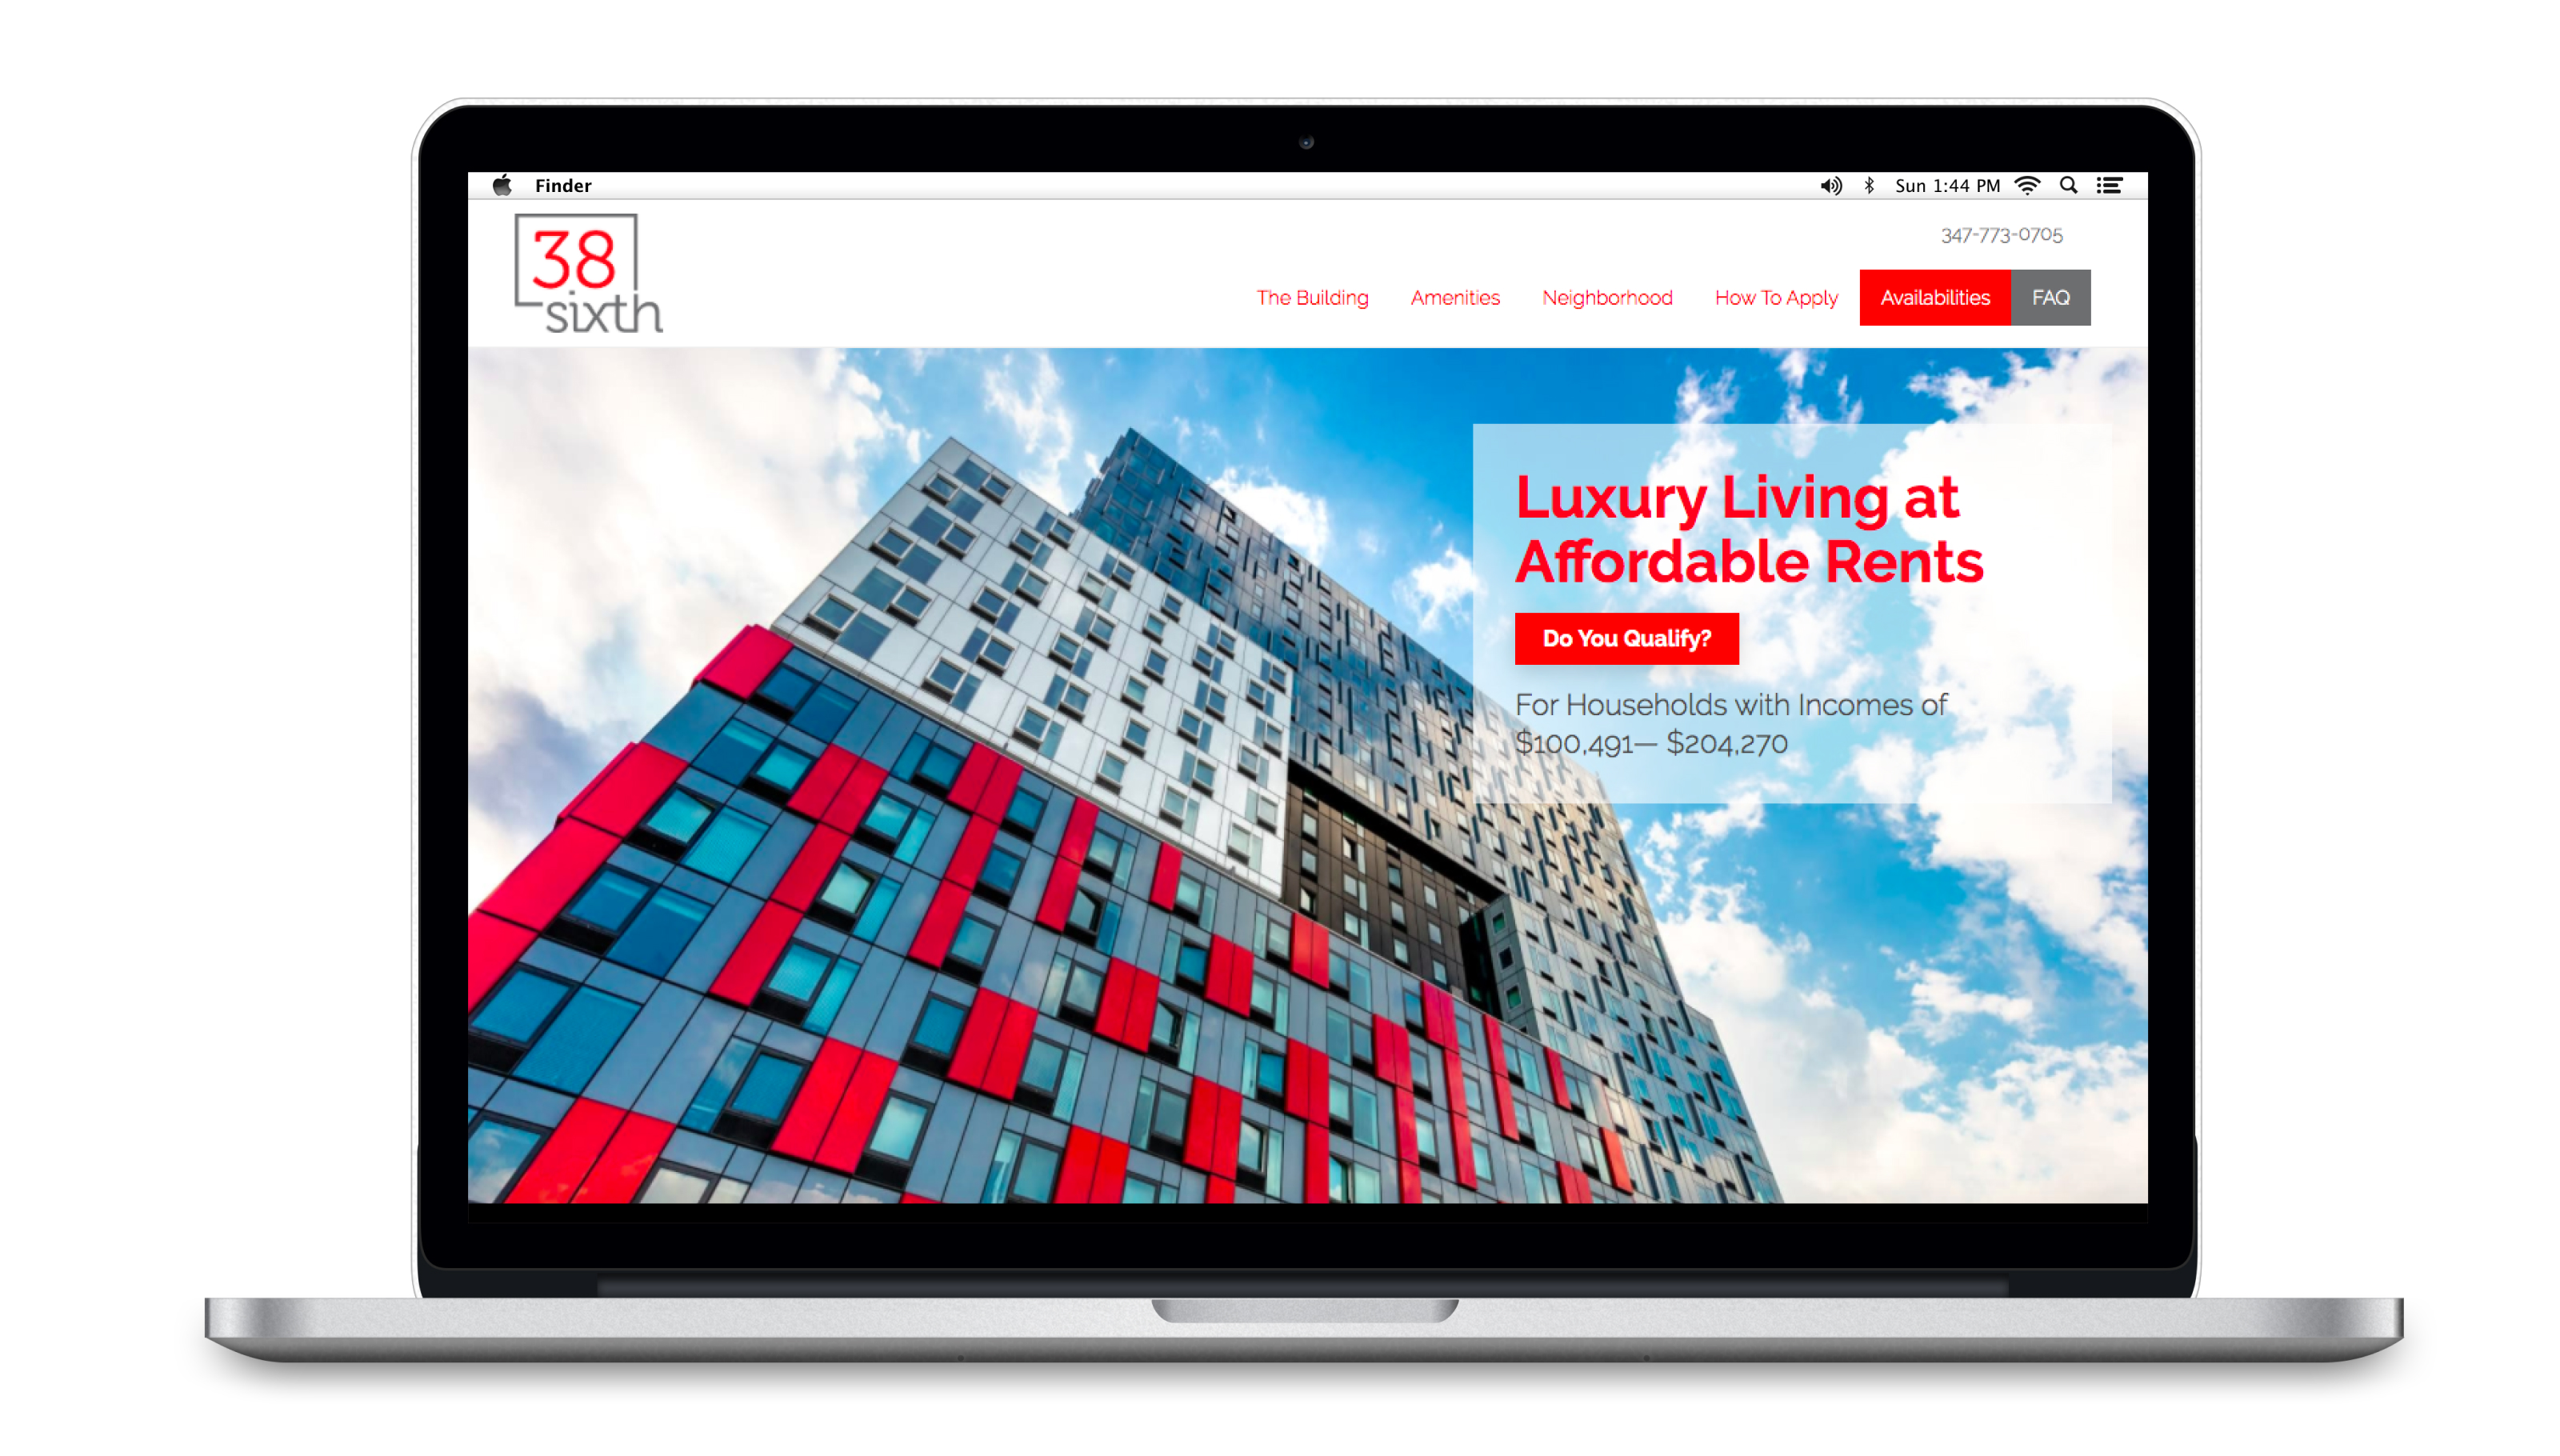 Finder
Sun 1:44 PM
38
sixth
347-773-0705
The Building Amenities Neighborhood How To Apply Availabilities FAQ
Luxury Living at
Affordable Rents
Do You Qualify?
For Households with Incomes of
$100,491— $204,270